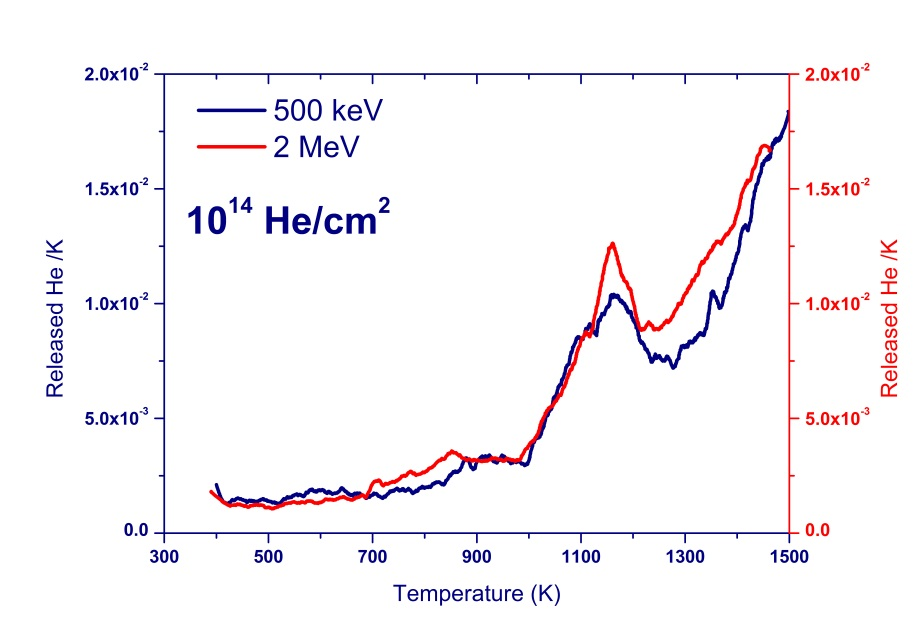 2.0x10⁻² 2.0x10⁻²
500 keV
2 MeV
1.5x10⁻² 1.5x10⁻²
10¹⁴ He/cm²
Released He /K
Released He /K
1.0x10⁻² 1.0x10⁻²
5.0x10⁻³ 5.0x10⁻³
0.0 0.0
300 500 700 900 1100 1300 1500
Temperature (K)